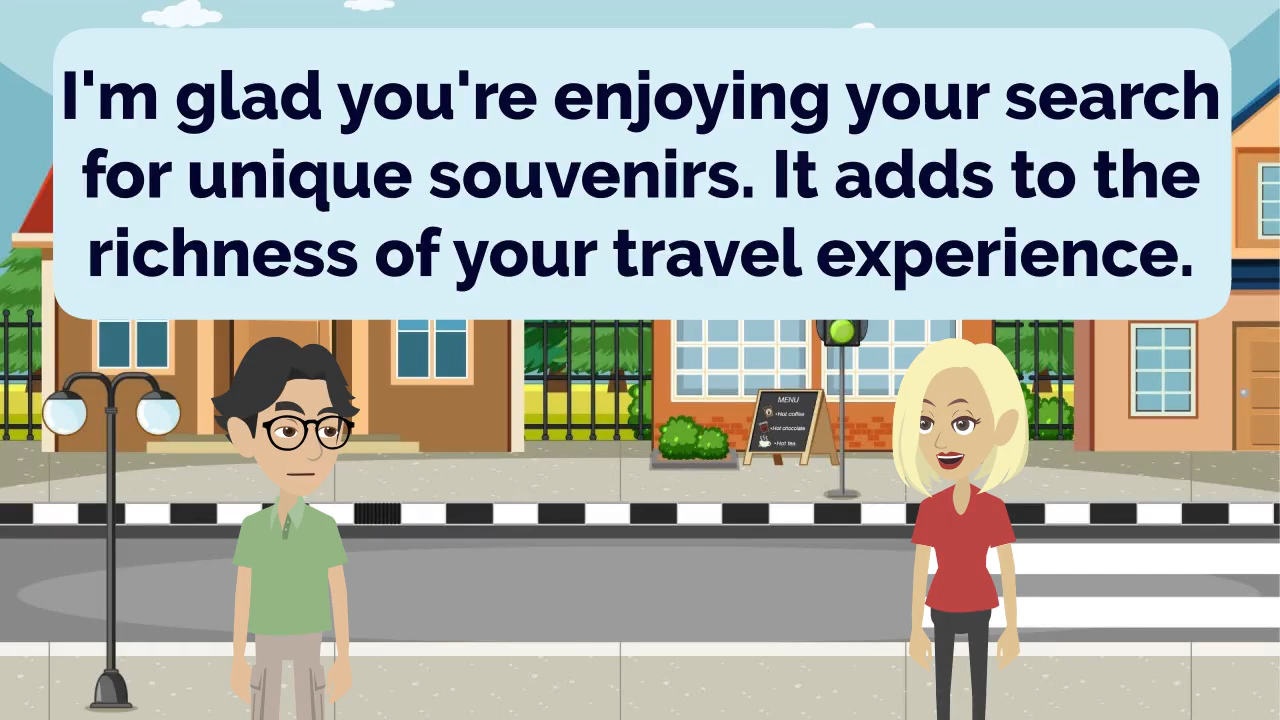 I'm glad you're enjoying your search
for unique souvenirs. It adds to the
richness of your travel experience.
MENU
•Hot coffee
•Hot chocolate
•Hot tea